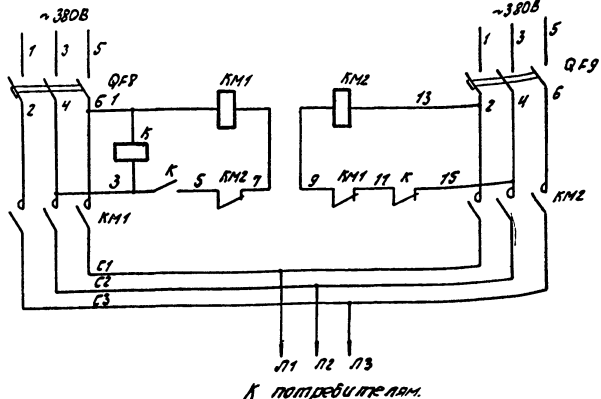 ~380В
~380В
1 3 5
1 3 5
QF8
QF9
КМ1
КМ2
2 4 6 1
13
2 4 6
К
3 К 5 КМ2 7
9 КМ1 11 К 15
КМ1
КМ2
С1
С2
С3
Л1 Л2 Л3
К потребителям.